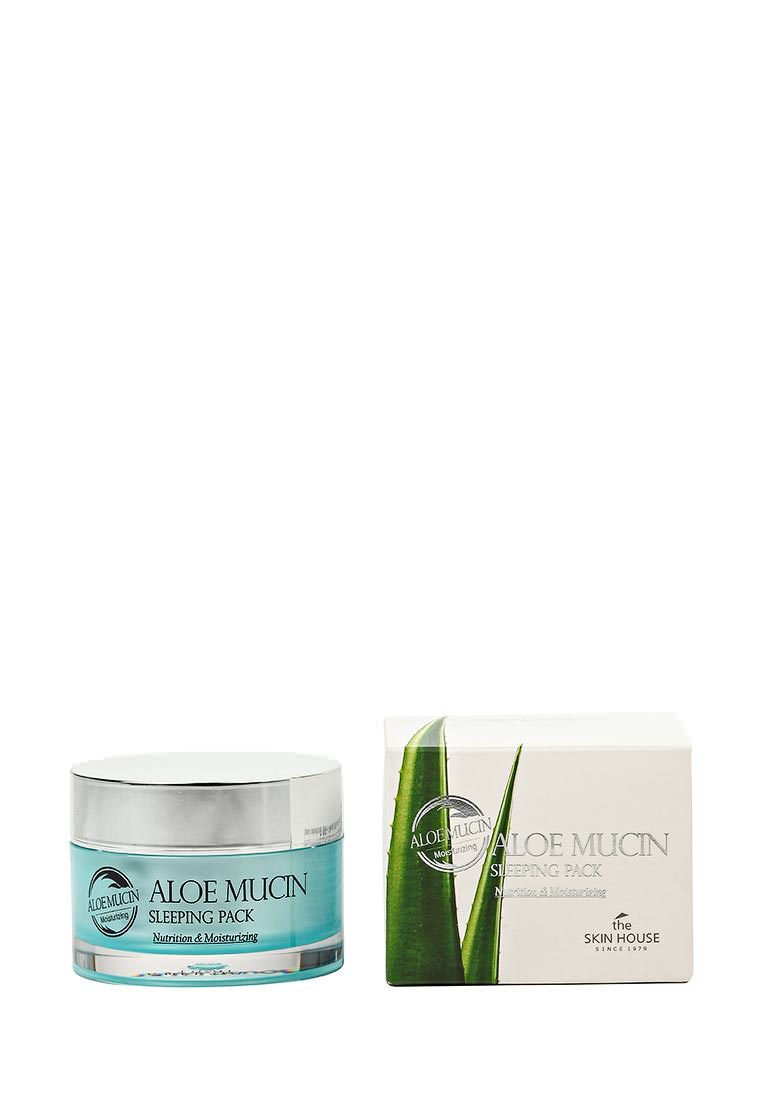 ALOE MUCIN
Moisturizing
ALOE MUCIN
SLEEPING PACK
Nutrition & Moisturizing
ALOE MUCIN
Moisturizing
ALOE MUCIN
SLEEPING PACK
Nutrition & Moisturizing
the
SKIN HOUSE
SINCE 1979